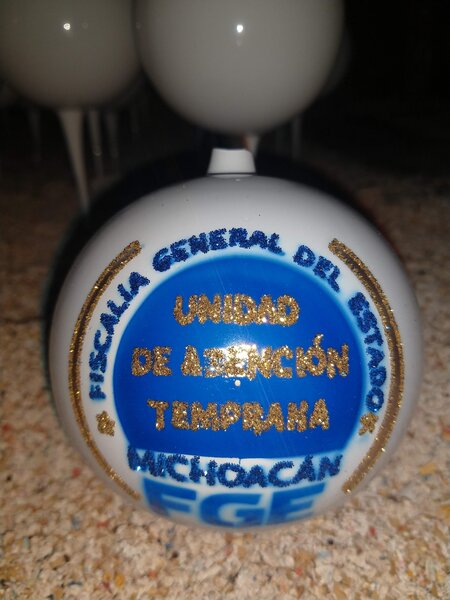 FISCALIA GENERAL DEL ESTADO
UNIDAD
DE ATENCIÓN
TEMPRANA
MICHOACÁN
FGE